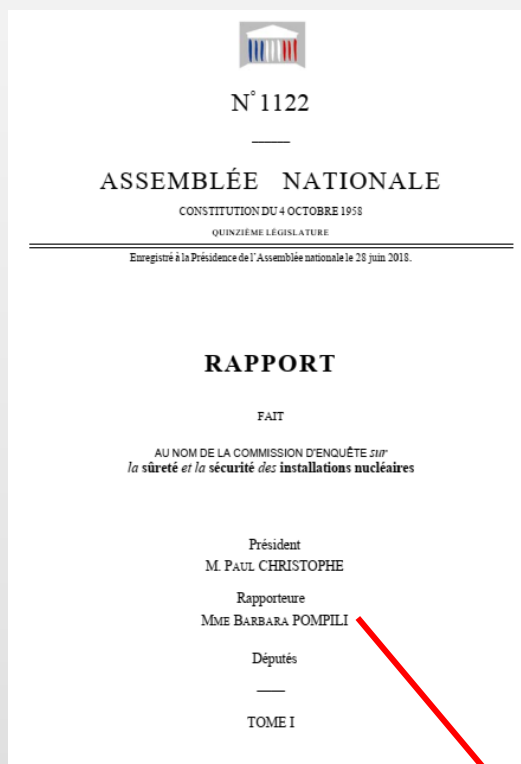 N° 1122
ASSEMBLÉE NATIONALE
CONSTITUTION DU 4 OCTOBRE 1958
QUINZIÈME LÉGISLATURE
Enregistré à la Présidence de l'Assemblée nationale le 28 juin 2018.
RAPPORT
FAIT
AU NOM DE LA COMMISSION D'ENQUÊTE sur
la sûreté et la sécurité des installations nucléaires
Président
M. PAUL CHRISTOPHE
Rapporteure
MME BARBARA POMPILI
Députés
TOME I